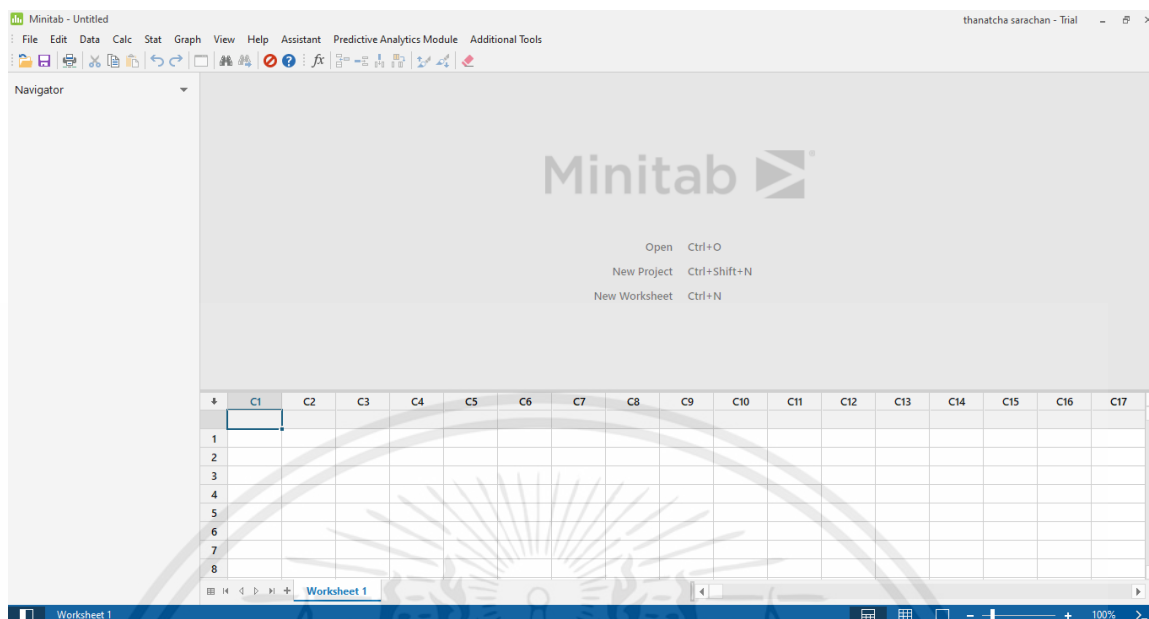 Minitab - Untitled thanatcha sarachan - Trial
File Edit Data Calc Stat Graph View Help Assistant Predictive Analytics Module Additional Tools
fx
Navigator
Minitab
Open Ctrl+O
New Project Ctrl+Shift+N
New Worksheet Ctrl+N
C1 C2 C3 C4 C5 C6 C7 C8 C9 C10 C11 C12 C13 C14 C15 C16 C17
1
2
3
4
5
6
7
8
Worksheet 1
Worksheet 1 100%